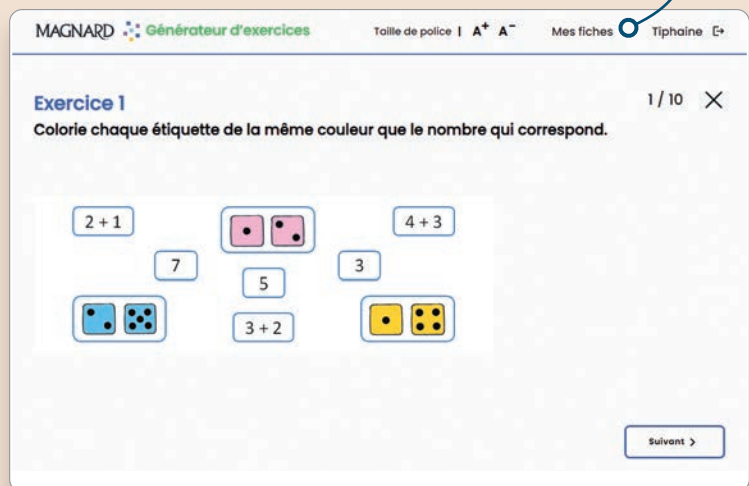 MAGNARD Générateur d'exercices
Taille de police | A+ A-
Mes fiches
Tiphaine
Exercice 1
1 / 10
Colorie chaque étiquette de la même couleur que le nombre qui correspond.
2 + 1
4 + 3
7
3
5
3 + 2
Suivant >